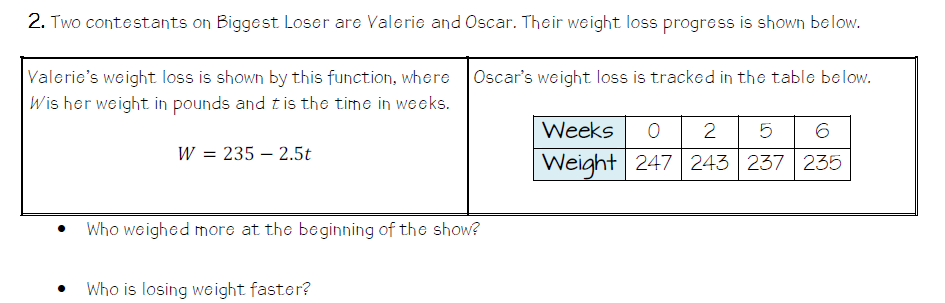 2. Two contestants on Biggest Loser are Valerie and Oscar. Their weight loss progress is shown below.
Valerie's weight loss is shown by this function, where
W is her weight in pounds and t is the time in weeks.
W = 235 – 2.5t
Oscar's weight loss is tracked in the table below.
Weeks 0 2 5 6
Weight 247 243 237 235
• Who weighed more at the beginning of the show?
• Who is losing weight faster?